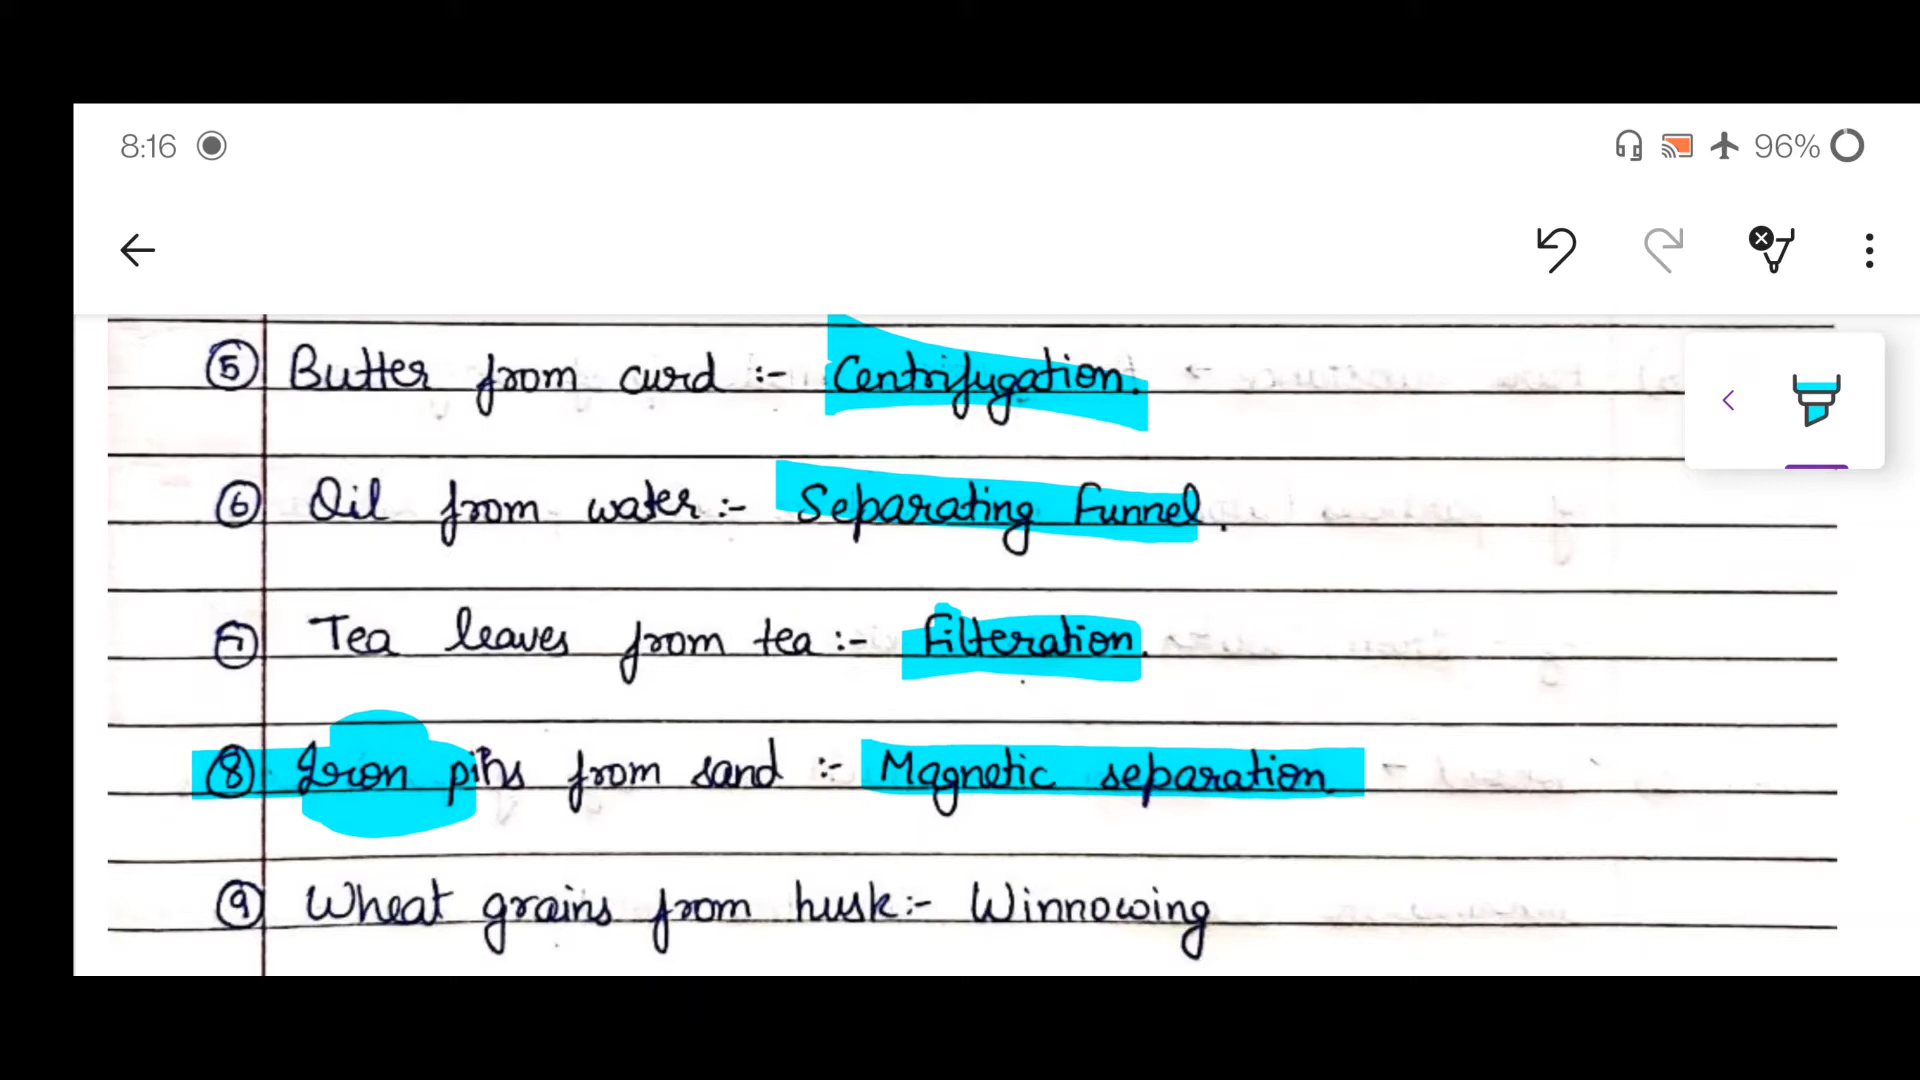 8:16 96%
⑤ Butter from curd :- Centrifugation.
⑥ Oil from water :- Separating Funnel.
⑦ Tea leaves from tea :- Filteration.
⑧ Iron pins from sand :- Magnetic separation.
⑨ Wheat grains from husk :- Winnowing